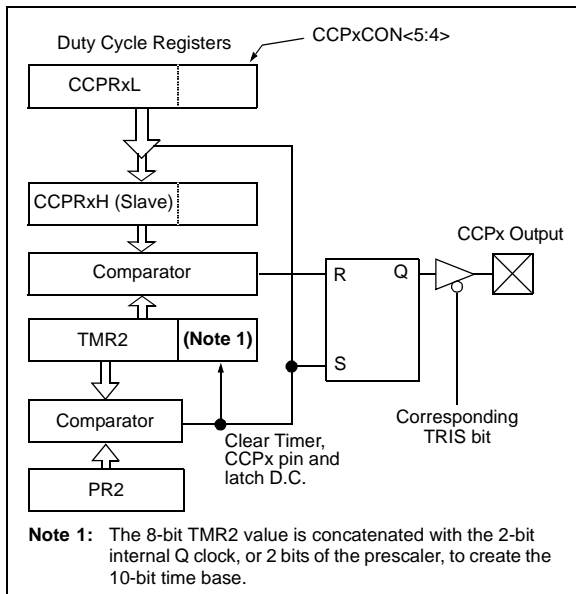 Duty Cycle Registers
CCPxCON<5:4>
CCPRxL
CCPRxH (Slave)
CCPx Output
Comparator
R
Q
TMR2
(Note 1)
S
Comparator
Clear Timer,
CCPx pin and
latch D.C.
Corresponding
TRIS bit
PR2
Note 1: The 8-bit TMR2 value is concatenated with the 2-bit
internal Q clock, or 2 bits of the prescaler, to create the
10-bit time base.